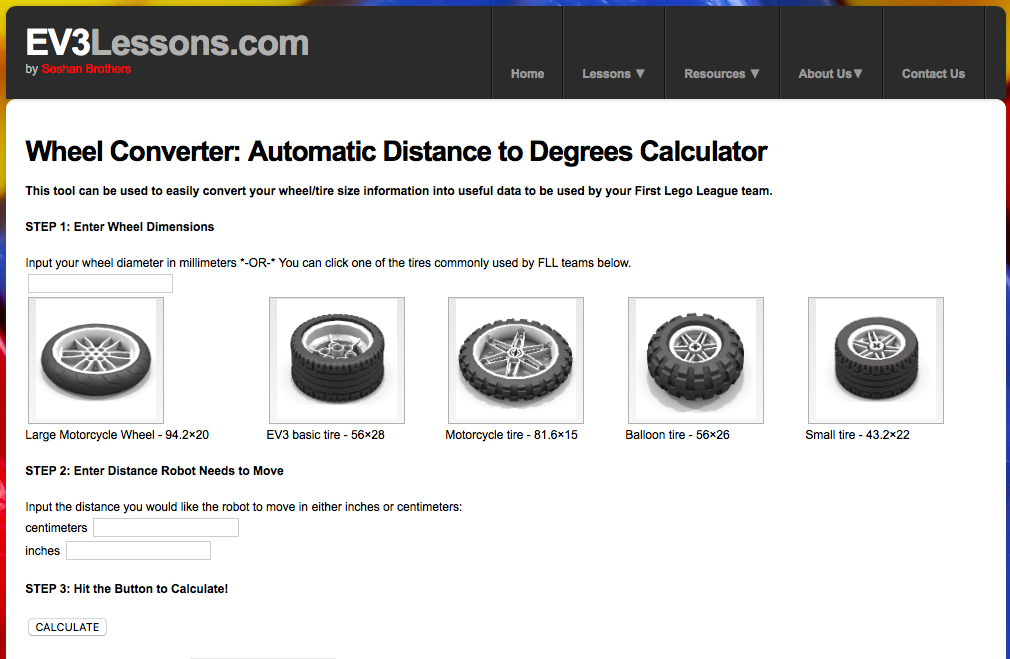 EV3Lessons.com
by Seshan Brothers
Home Lessons ▼ Resources ▼ About Us▼ Contact Us
Wheel Converter: Automatic Distance to Degrees Calculator
This tool can be used to easily convert your wheel/tire size information into useful data to be used by your First Lego League team.
STEP 1: Enter Wheel Dimensions
Input your wheel diameter in millimeters *-OR-* You can click one of the tires commonly used by FLL teams below.
Large Motorcycle Wheel - 94.2×20 EV3 basic tire - 56×28 Motorcycle tire - 81.6×15 Balloon tire - 56×26 Small tire - 43.2×22
STEP 2: Enter Distance Robot Needs to Move
Input the distance you would like the robot to move in either inches or centimeters:
centimeters
inches
STEP 3: Hit the Button to Calculate!
CALCULATE